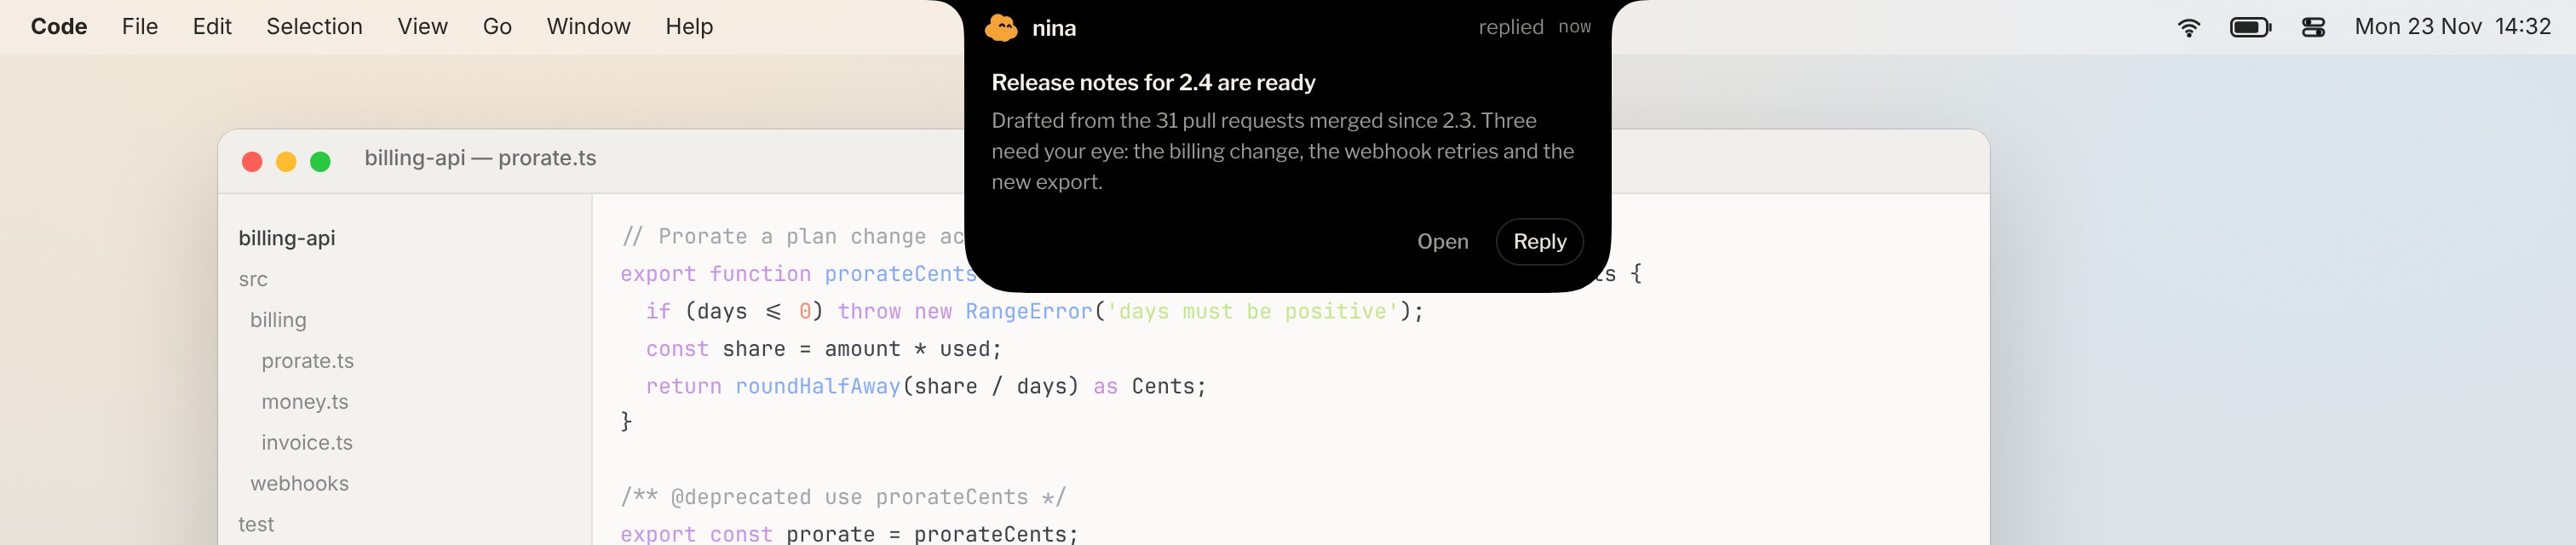 Code File Edit Selection View Go Window Help
Mon 23 Nov 14:32
nina
replied now
Release notes for 2.4 are ready
Drafted from the 31 pull requests merged since 2.3. Three
need your eye: the billing change, the webhook retries and the
new export.
Open Reply
billing-api — prorate.ts
billing-api
src
billing
prorate.ts
money.ts
invoice.ts
webhooks
test
// Prorate a plan change ac
export function prorateCents ts {
if (days <= 0) throw new RangeError('days must be positive');
const share = amount * used;
return roundHalfAway(share / days) as Cents;
}
/** @deprecated use prorateCents */
export const prorate = prorateCents;